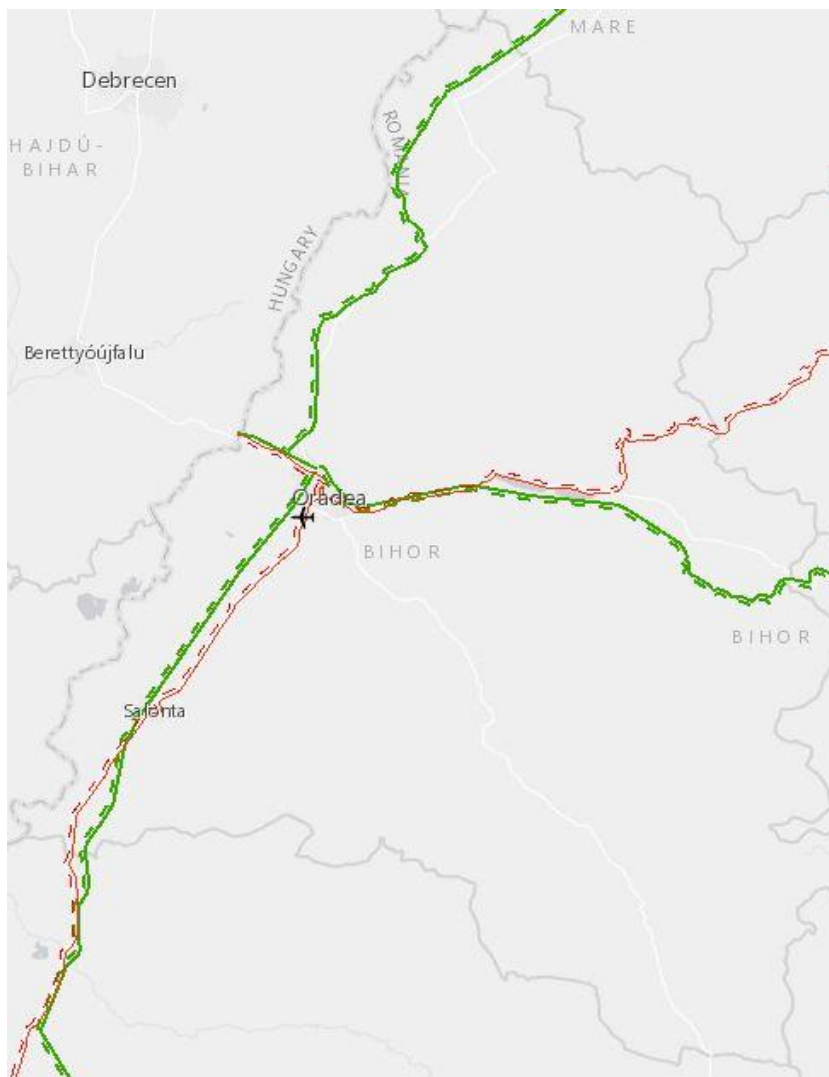 MARE
Debrecen
ROMANIA
HAJDÚ-
BIHAR
HUNGARY
Berettyóújfalu
Oradea
BIHOR
BIHOR
Salonta